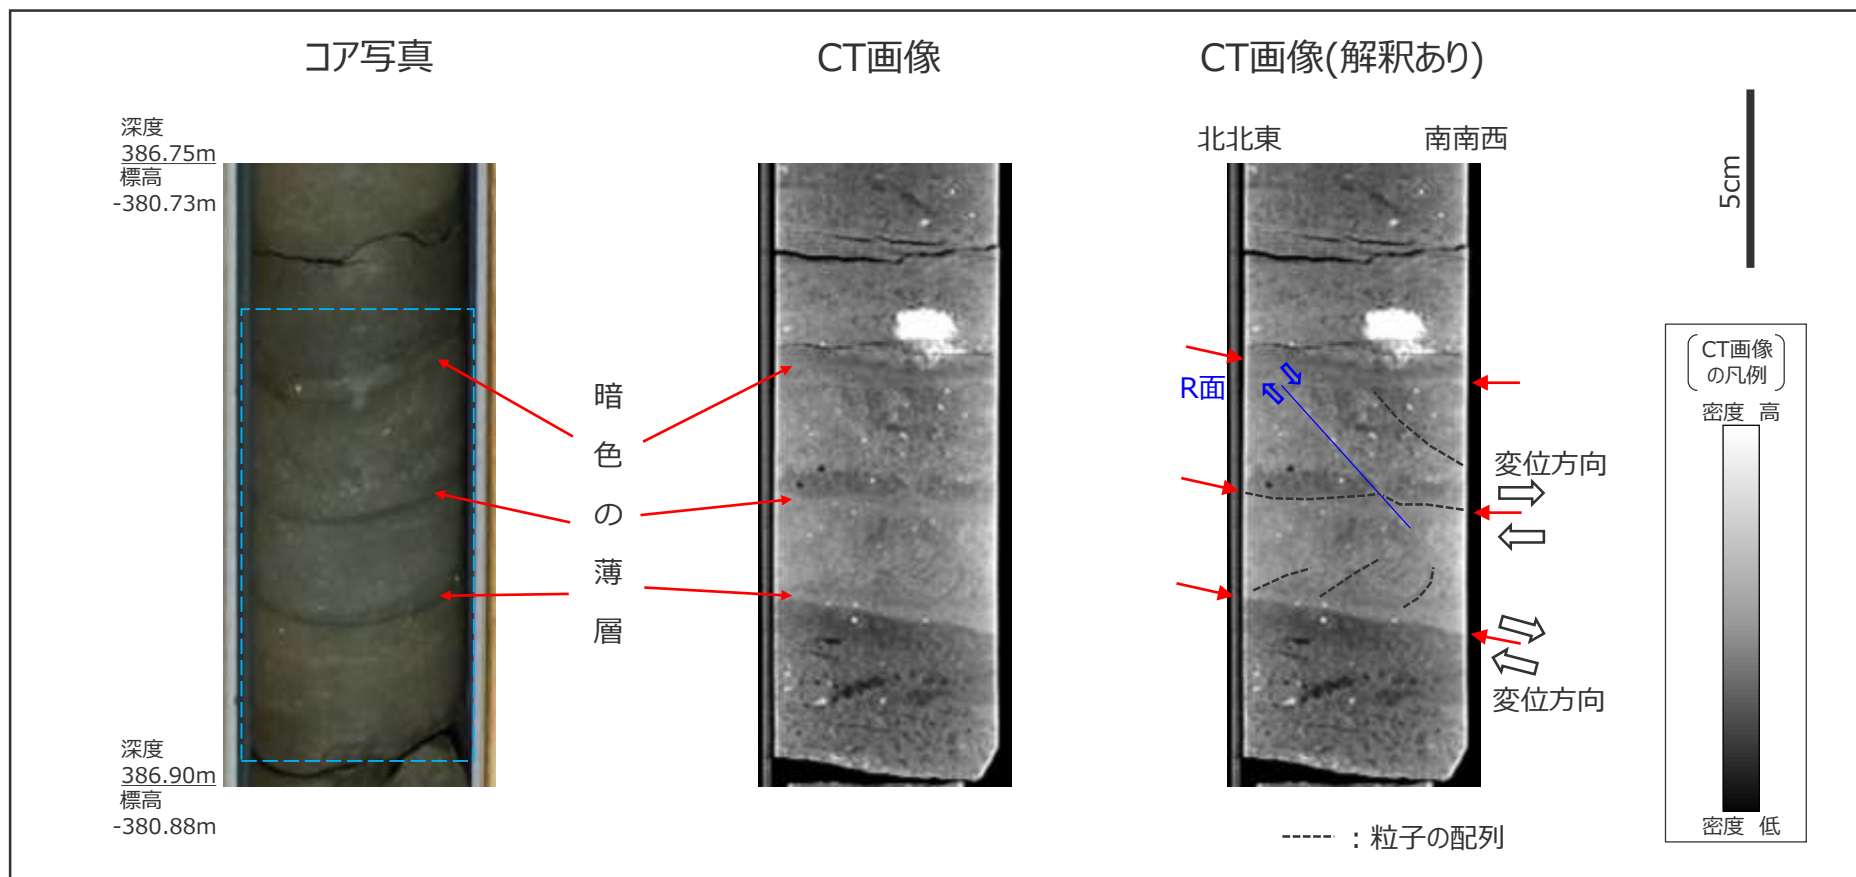 コア写真
CT画像
CT画像(解釈あり)
深度
386.75m
標高
-380.73m
北北東
南南西
5cm
暗色の薄層
R面
変位方向
変位方向
CT画像
の凡例
密度 高
密度 低
深度
386.90m
標高
-380.88m
：粒子の配列